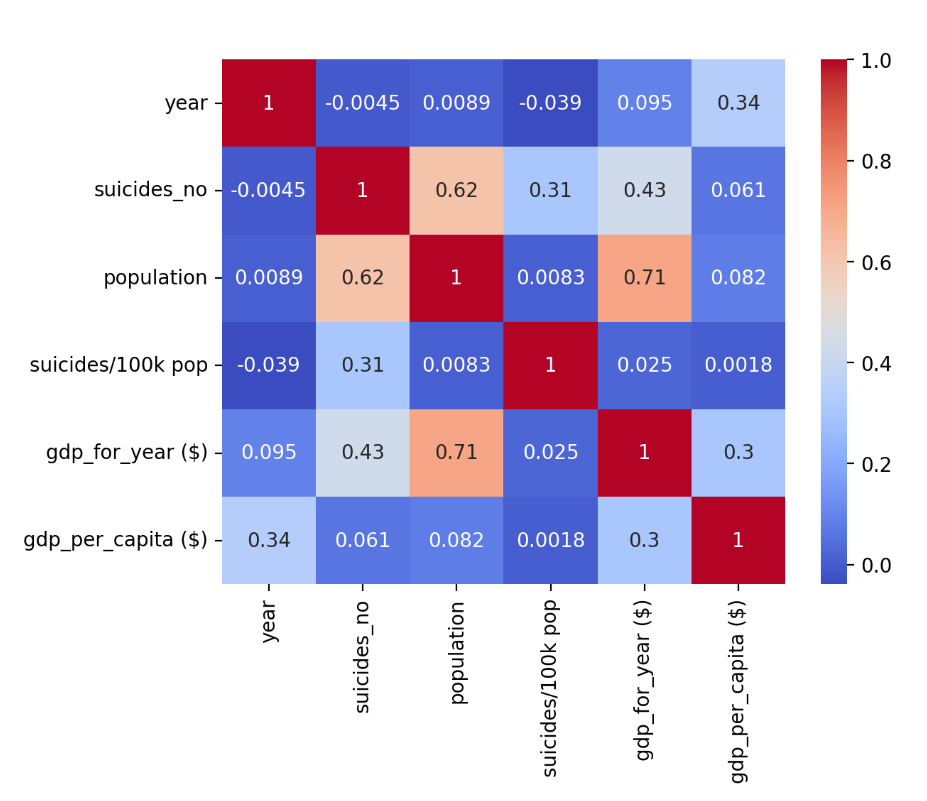 year 1 -0.0045 0.0089 -0.039 0.095 0.34
suicides_no -0.0045 1 0.62 0.31 0.43 0.061
population 0.0089 0.62 1 0.0083 0.71 0.082
suicides/100k pop -0.039 0.31 0.0083 1 0.025 0.0018
gdp_for_year ($) 0.095 0.43 0.71 0.025 1 0.3
gdp_per_capita ($) 0.34 0.061 0.082 0.0018 0.3 1
year
suicides_no
population
suicides/100k pop
gdp_for_year ($)
gdp_per_capita ($)
1.0
0.8
0.6
0.4
0.2
0.0